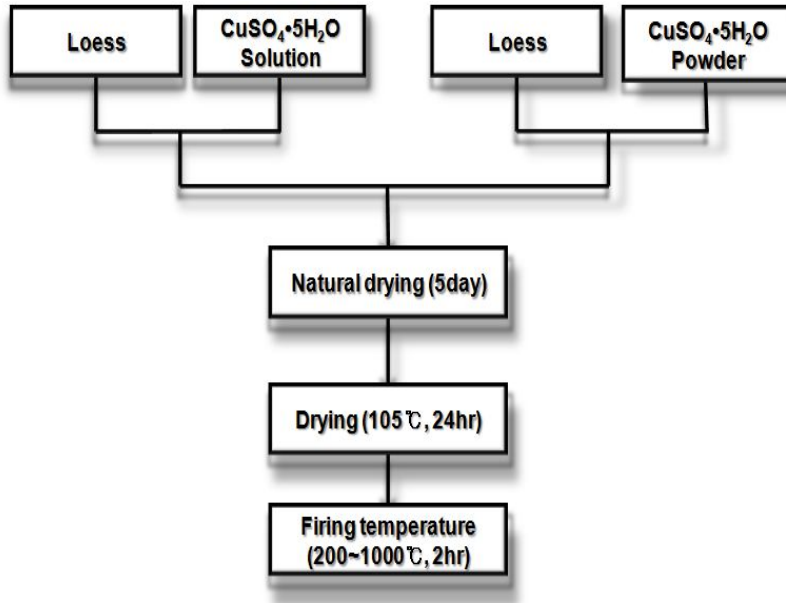 Loess
CuSO₄•5H₂O
Solution
Loess
CuSO₄•5H₂O
Powder
Natural drying (5day)
Drying (105℃, 24hr)
Firing temperature
(200~1000℃, 2hr)